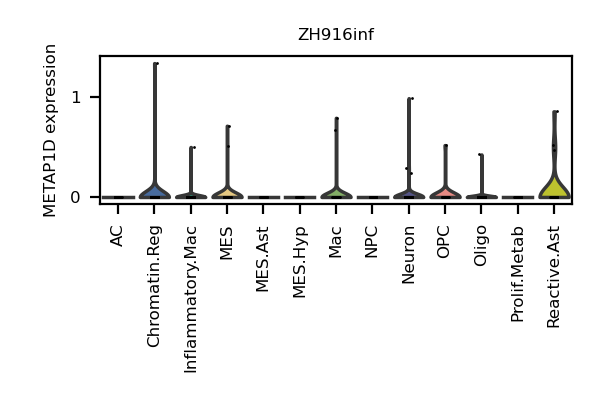 ZH916inf
METAP1D expression
1
0
AC
Chromatin.Reg
Inflammatory.Mac
MES
MES.Ast
MES.Hyp
Mac
NPC
Neuron
OPC
Oligo
Prolif.Metab
Reactive.Ast